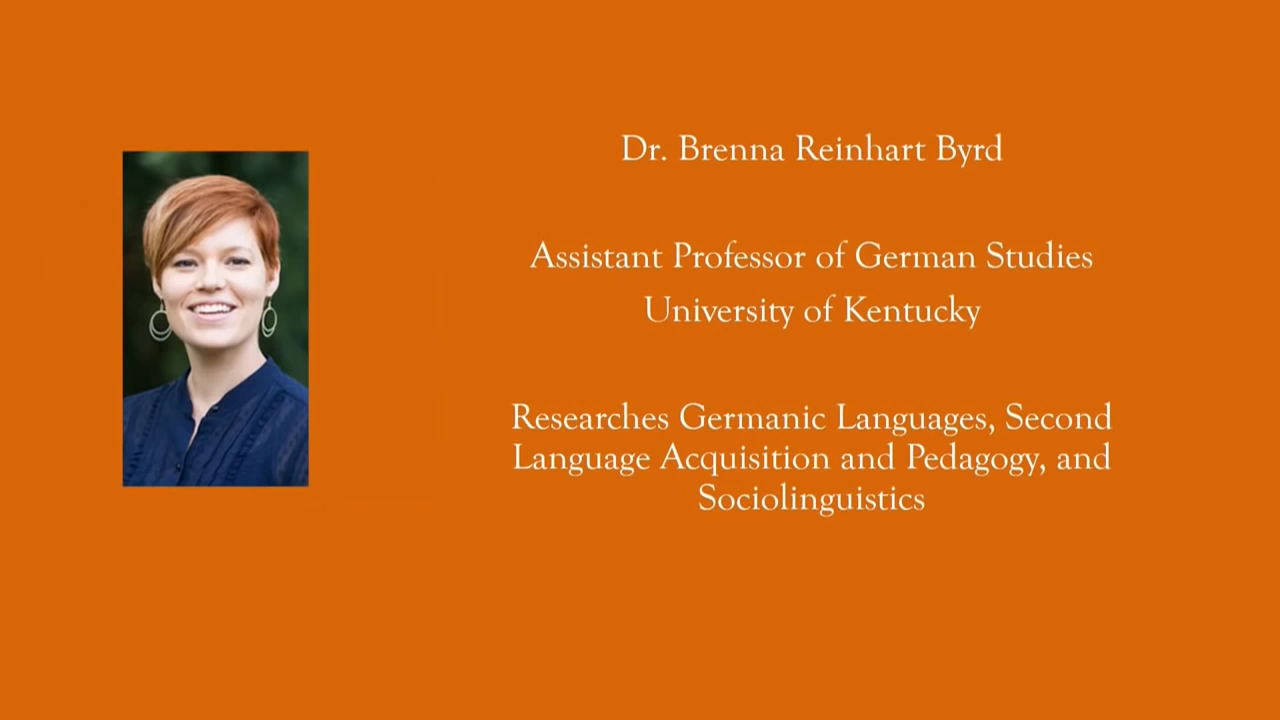 Dr. Brenna Reinhart Byrd
Assistant Professor of German Studies
University of Kentucky
Researches Germanic Languages, Second
Language Acquisition and Pedagogy, and
Sociolinguistics